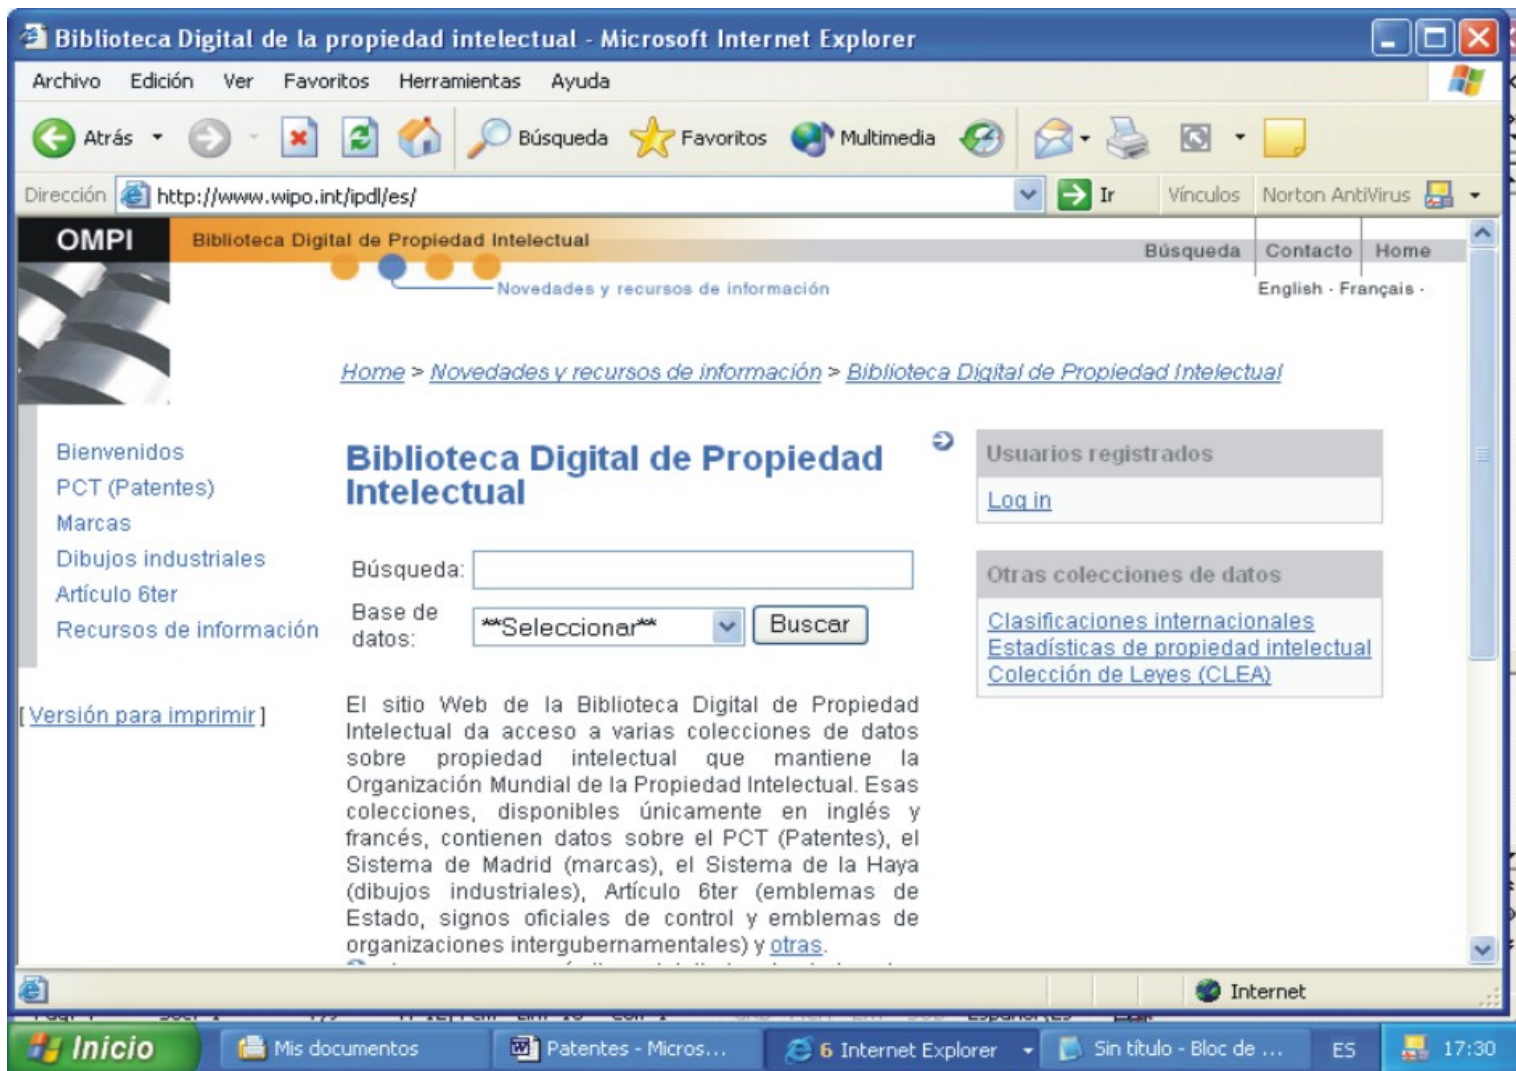 Biblioteca Digital de la propiedad intelectual - Microsoft Internet Explorer
Archivo Edición Ver Favoritos Herramientas Ayuda
Atrás Búsqueda Favoritos Multimedia
Dirección http://www.wipo.int/ipdl/es/ Ir Vínculos Norton AntiVirus
OMPI Biblioteca Digital de Propiedad Intelectual
Búsqueda Contacto Home
Novedades y recursos de información
English · Français ·
Home > Novedades y recursos de información > Biblioteca Digital de Propiedad Intelectual
Bienvenidos
PCT (Patentes)
Marcas
Dibujos industriales
Artículo 6ter
Recursos de información
[ Versión para imprimir ]
Biblioteca Digital de Propiedad
Intelectual
Búsqueda:
Base de
datos:
**Seleccionar** Buscar
El sitio Web de la Biblioteca Digital de Propiedad
Intelectual da acceso a varias colecciones de datos
sobre propiedad intelectual que mantiene la
Organización Mundial de la Propiedad Intelectual. Esas
colecciones, disponibles únicamente en inglés y
francés, contienen datos sobre el PCT (Patentes), el
Sistema de Madrid (marcas), el Sistema de la Haya
(dibujos industriales), Artículo 6ter (emblemas de
Estado, signos oficiales de control y emblemas de
organizaciones intergubernamentales) y otras.
Usuarios registrados
Log in
Otras colecciones de datos
Clasificaciones internacionales
Estadísticas de propiedad intelectual
Colección de Leyes (CLEA)
Internet
Inicio Mis documentos Patentes - Micros... 6 Internet Explorer Sin título - Bloc de ... ES 17:30